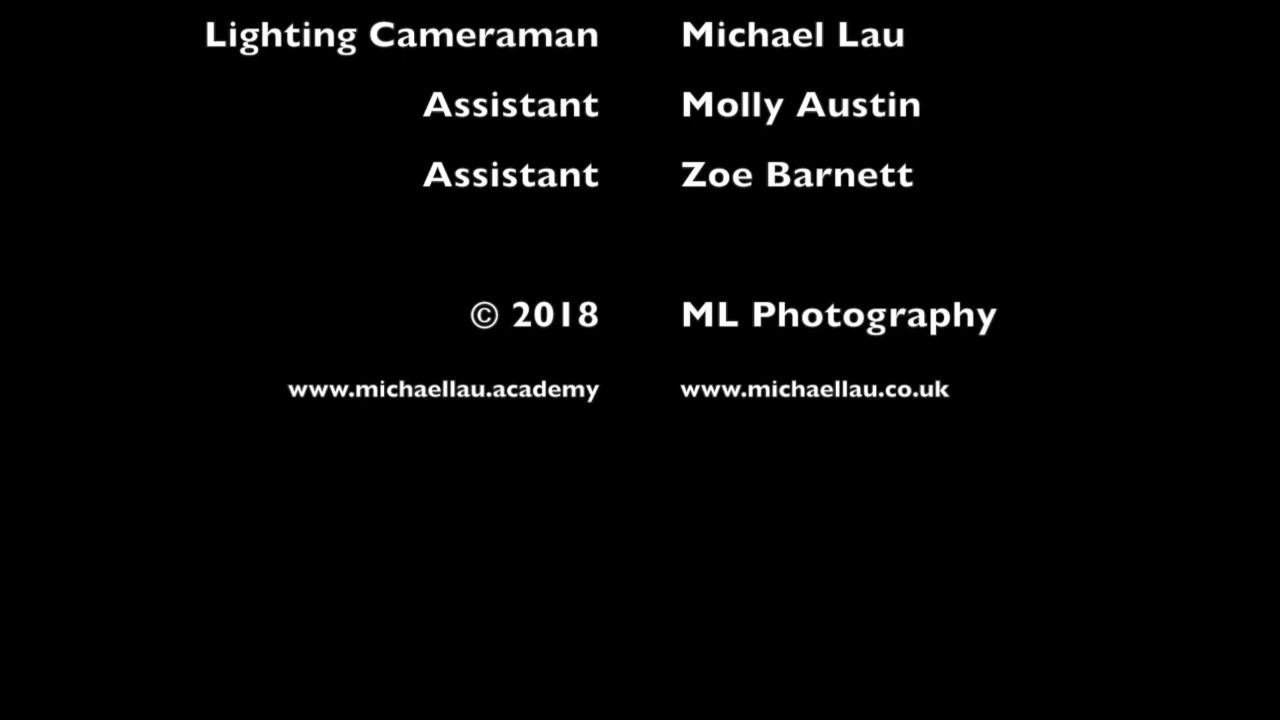 Lighting Cameraman Michael Lau
Assistant Molly Austin
Assistant Zoe Barnett
© 2018 ML Photography
www.michaellau.academy www.michaellau.co.uk